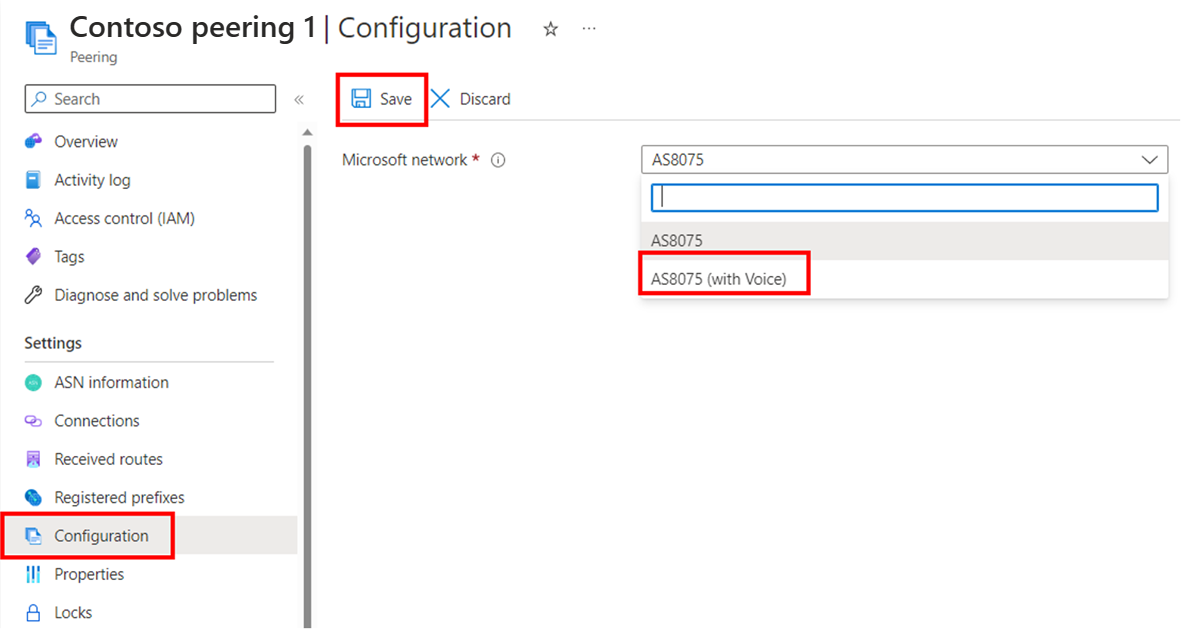 Contoso peering 1 | Configuration
Peering
Search
Save
Discard
Overview
Activity log
Access control (IAM)
Tags
Diagnose and solve problems
Settings
ASN information
Connections
Received routes
Registered prefixes
Configuration
Properties
Locks
Microsoft network *
AS8075
AS8075
AS8075 (with Voice)